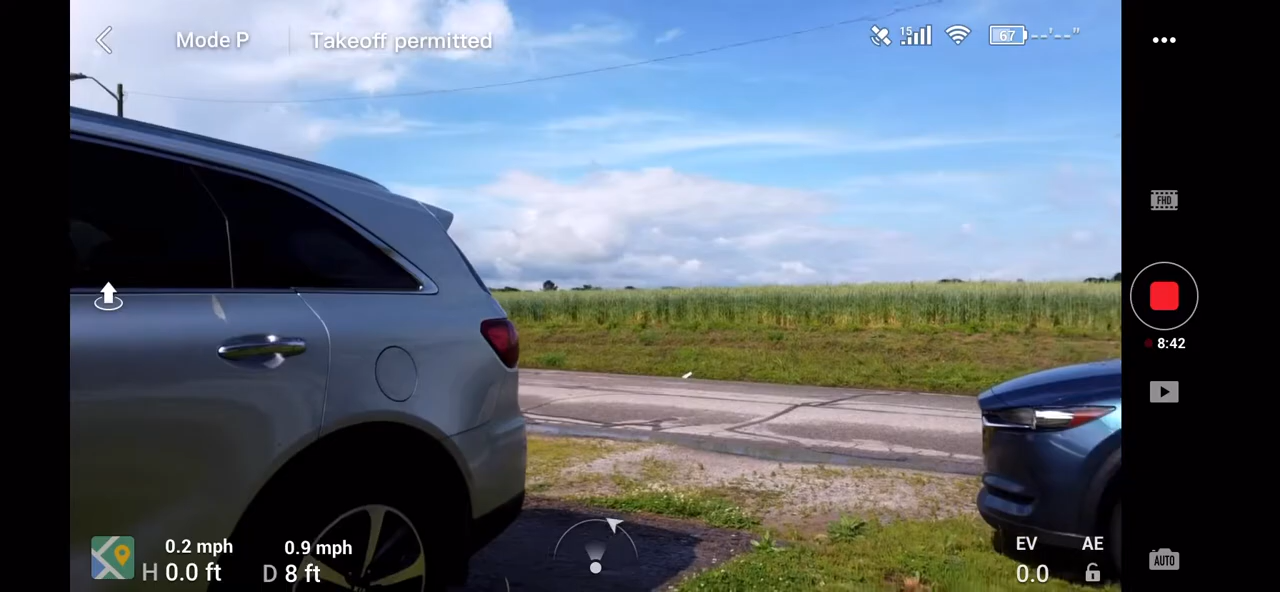 Mode P
Takeoff permitted
15
67
--'--"
FHD
8:42
0.2 mph
0.9 mph
H 0.0 ft
D 8 ft
EV
AE
0.0
AUTO